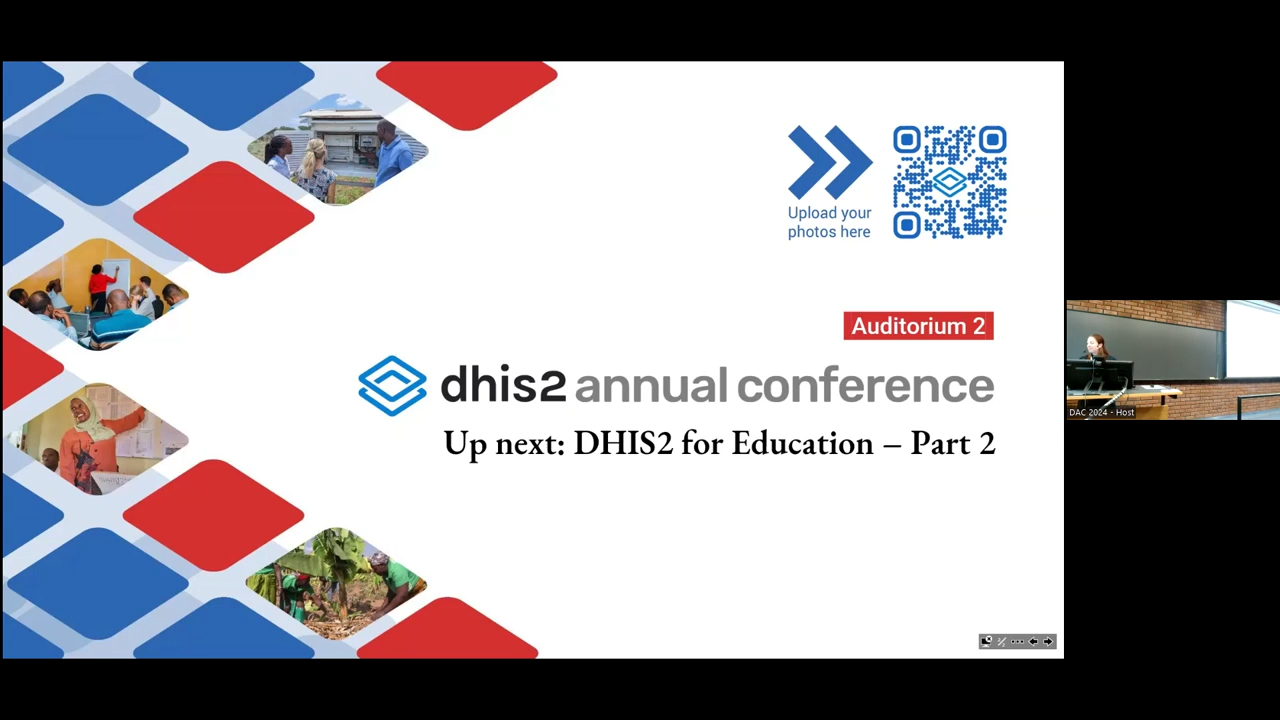 Upload your
photos here
Auditorium 2
dhis2 annual conference
Up next: DHIS2 for Education – Part 2
DAC 2024 - Host